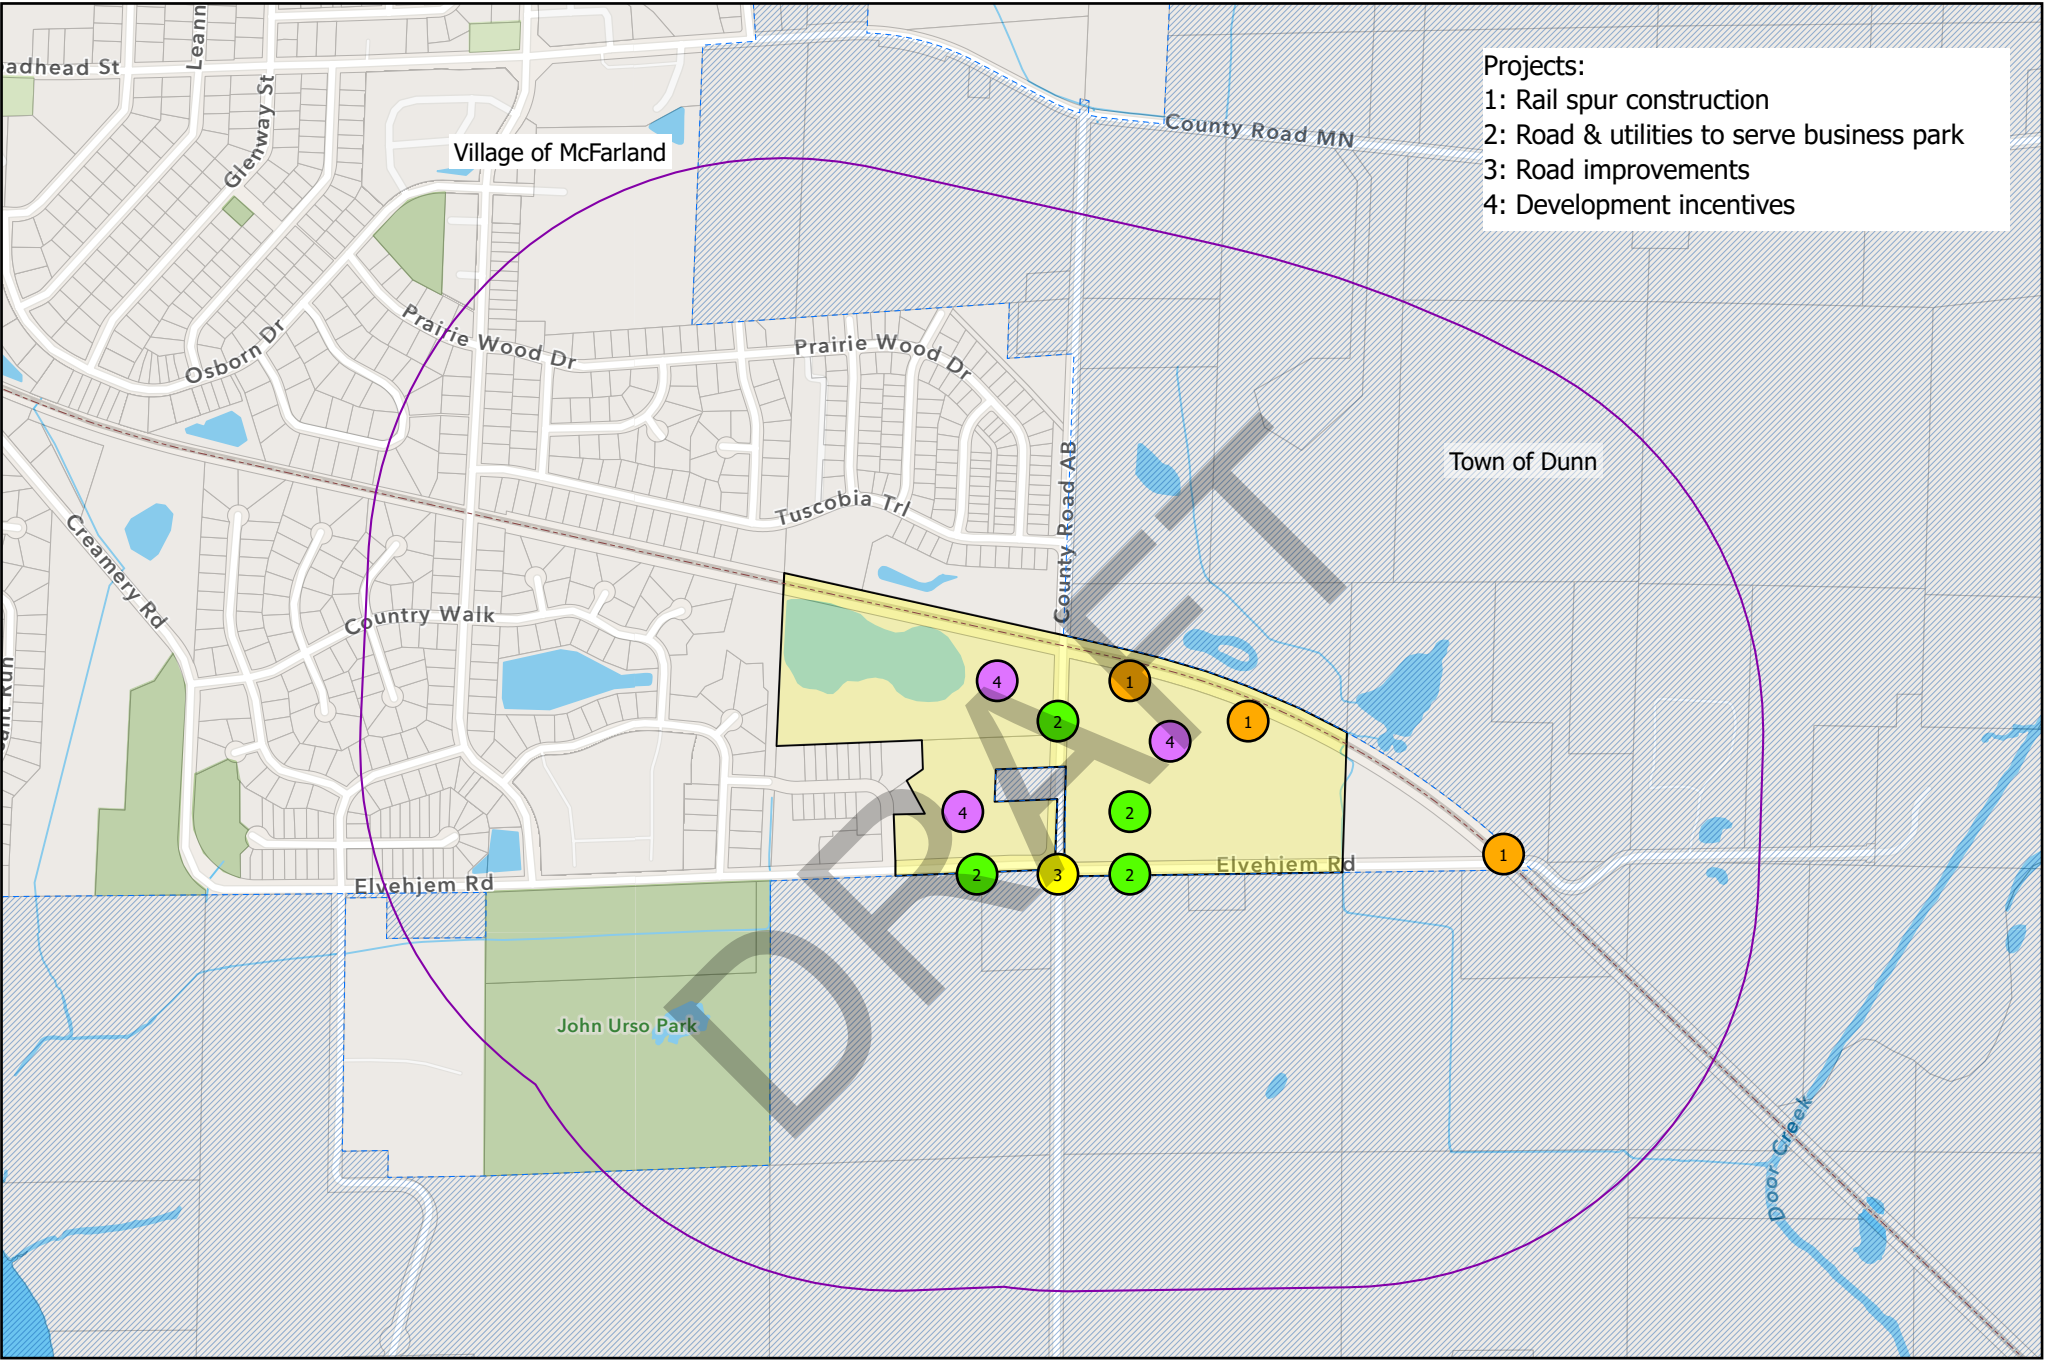 Projects:
1: Rail spur construction
2: Road & utilities to serve business park
3: Road improvements
4: Development incentives
Leann
adhead St
Glenway St
County Road MN
Village of McFarland
Prairie Wood Dr
Prairie Wood Dr
Osborn Dr
Town of Dunn
County Road AB
Tuscobia Trl
Creamery Rd
Country Walk
4
1
2
1
4
4
2
1
Elvehjem Rd
2
3
2
Elvehjem Rd
DRAFT
John Urso Park
Door Creek